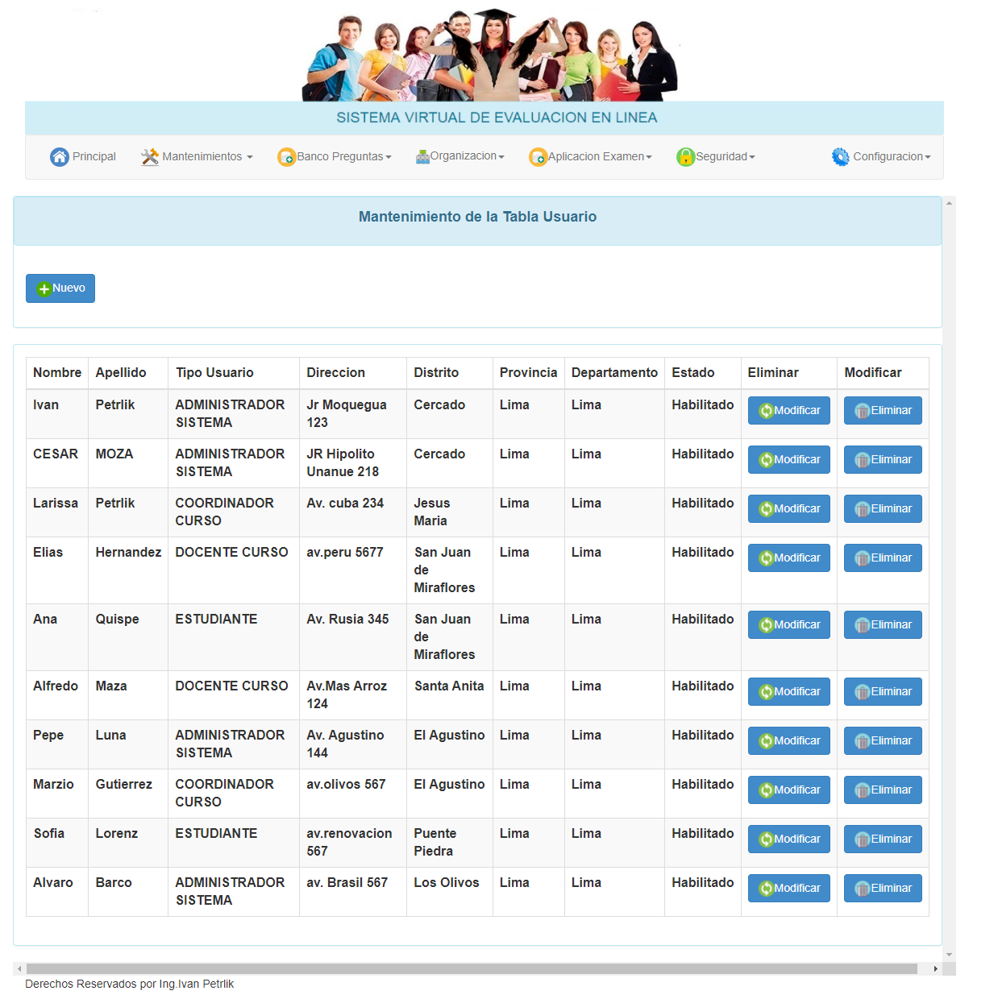 SISTEMA VIRTUAL DE EVALUACION EN LINEA
Principal Mantenimientos Banco Preguntas Organizacion Aplicacion Examen Seguridad Configuracion
Mantenimiento de la Tabla Usuario
Nuevo
Nombre Apellido Tipo Usuario Direccion Distrito Provincia Departamento Estado Eliminar Modificar
Ivan Petrlik ADMINISTRADOR Jr Moquegua Cercado Lima Lima Habilitado Modificar Eliminar
SISTEMA 123
CESAR MOZA ADMINISTRADOR JR Hipolito Cercado Lima Lima Habilitado Modificar Eliminar
SISTEMA Unanue 218
Larissa Petrlik COORDINADOR Av. cuba 234 Jesus Lima Lima Habilitado Modificar Eliminar
CURSO Maria
Elias Hernandez DOCENTE CURSO av.peru 5677 San Juan Lima Lima Habilitado Modificar Eliminar
de
Miraflores
Ana Quispe ESTUDIANTE Av. Rusia 345 San Juan Lima Lima Habilitado Modificar Eliminar
de
Miraflores
Alfredo Maza DOCENTE CURSO Av.Mas Arroz Santa Anita Lima Lima Habilitado Modificar Eliminar
124
Pepe Luna ADMINISTRADOR Av. Agustino El Agustino Lima Lima Habilitado Modificar Eliminar
SISTEMA 144
Marzio Gutierrez COORDINADOR av.olivos 567 El Agustino Lima Lima Habilitado Modificar Eliminar
CURSO
Sofia Lorenz ESTUDIANTE av.renovacion Puente Lima Lima Habilitado Modificar Eliminar
567 Piedra
Alvaro Barco ADMINISTRADOR av. Brasil 567 Los Olivos Lima Lima Habilitado Modificar Eliminar
SISTEMA
Derechos Reservados por Ing.Ivan Petrlik